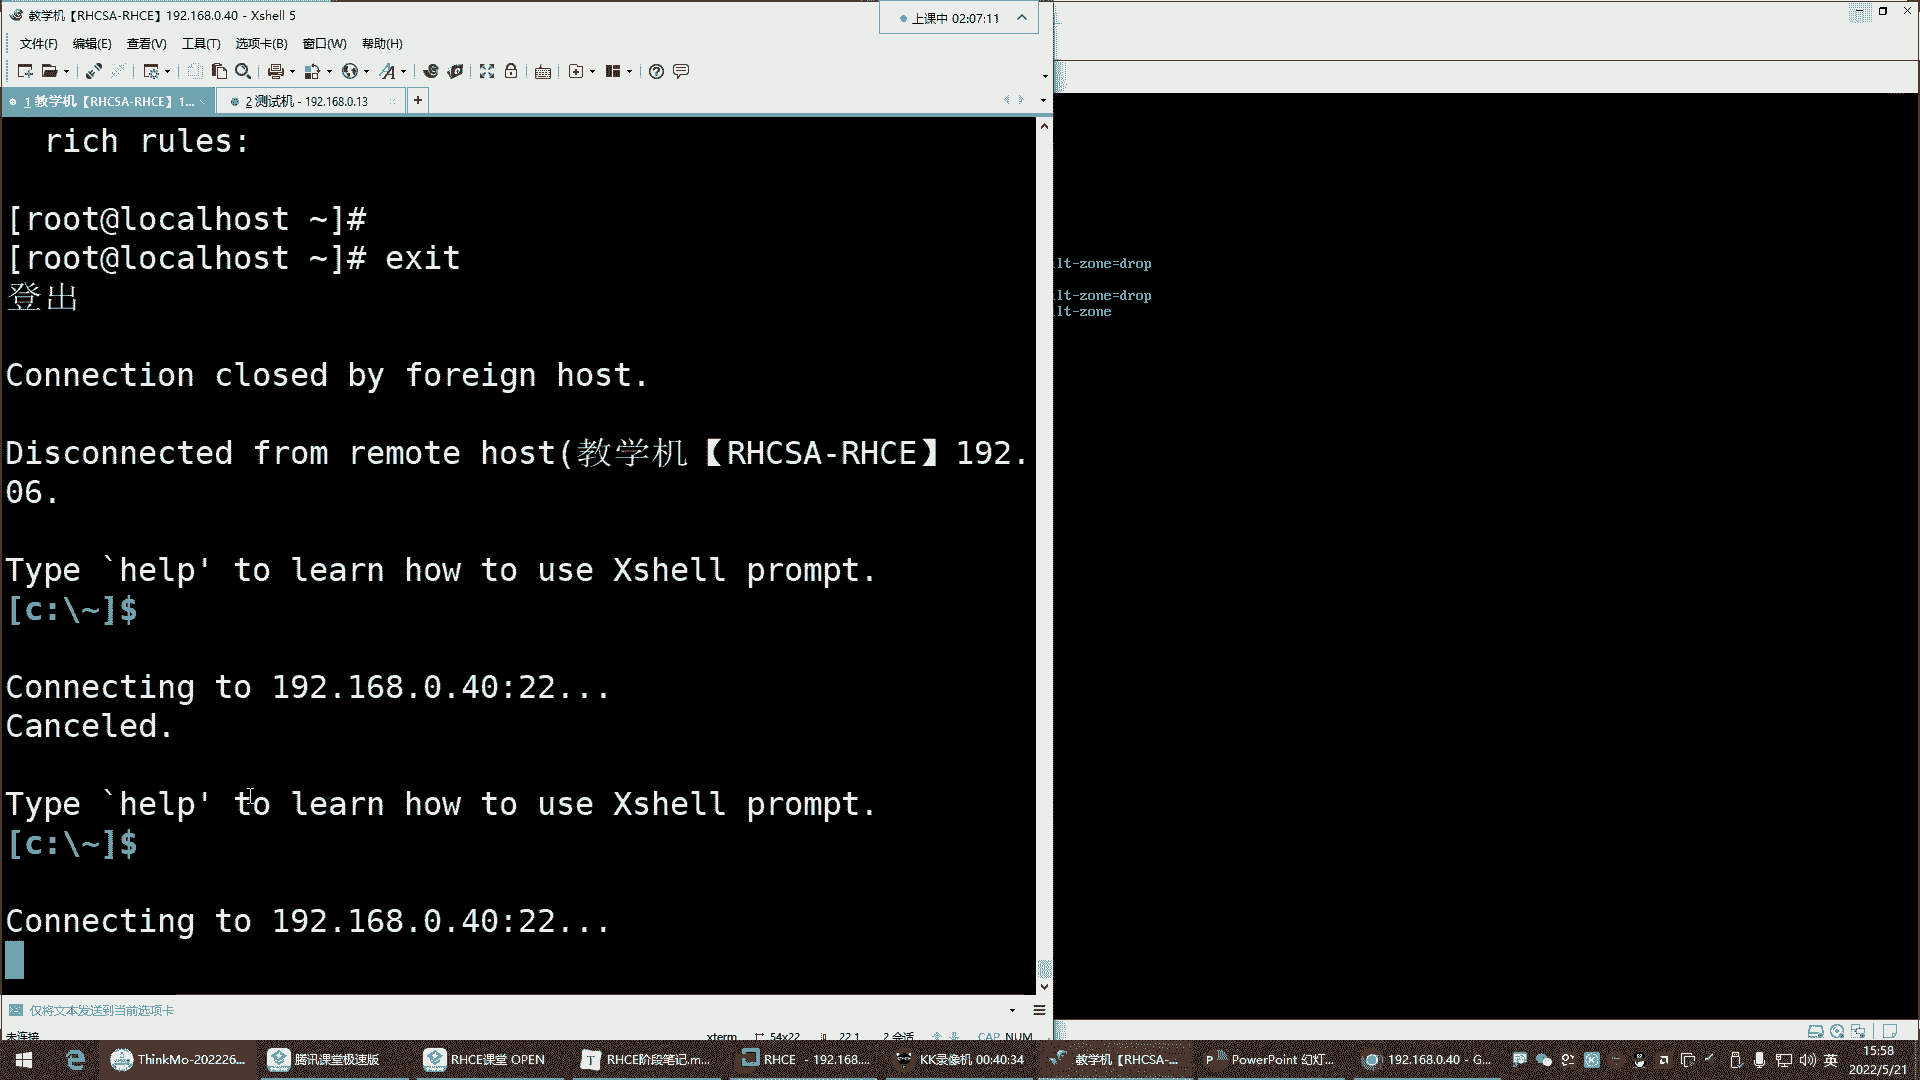 教学机【RHCSA-RHCE】192.168.0.40 - Xshell 5
上课中 02:07:11
文件(F) 编辑(E) 查看(V) 工具(T) 选项卡(B) 窗口(W) 帮助(H)
1 教学机【RHCSA-RHCE】1...
2 测试机 - 192.168.0.13
rich rules:
[root@localhost ~]#
[root@localhost ~]# exit
登出
Connection closed by foreign host.
Disconnected from remote host(教学机【RHCSA-RHCE】192.
06.
Type `help' to learn how to use Xshell prompt.
[c:\~]$
Connecting to 192.168.0.40:22...
Canceled.
Type `help' to learn how to use Xshell prompt.
[c:\~]$
Connecting to 192.168.0.40:22...
lt-zone=drop
lt-zone=drop
lt-zone
仅将文本发送到当前选项卡
未连接
xterm 54x22 22,1 2 会话 CAP NUM
ThinkMo-202226...
腾讯课堂极速版
RHCE课堂 OPEN
RHCE阶段笔记.m...
RHCE - 192.168....
KK录像机 00:40:34
教学机【RHCSA-...
PowerPoint 幻灯...
192.168.0.40 - G...
英
15:58
2022/5/21